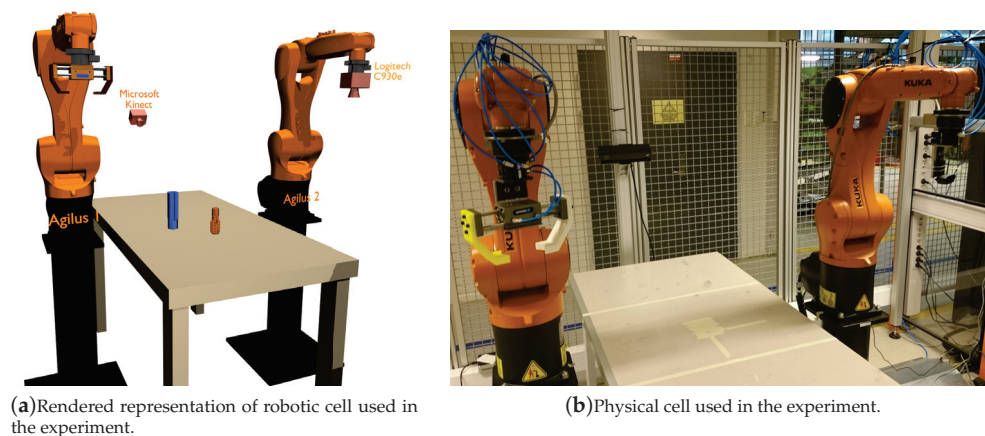 Logitech
C930e
Microsoft
Kinect
Agilus 1
Agilus 2
KUKA
KUKA
KUKA
(a)Rendered representation of robotic cell used in
the experiment.
(b)Physical cell used in the experiment.